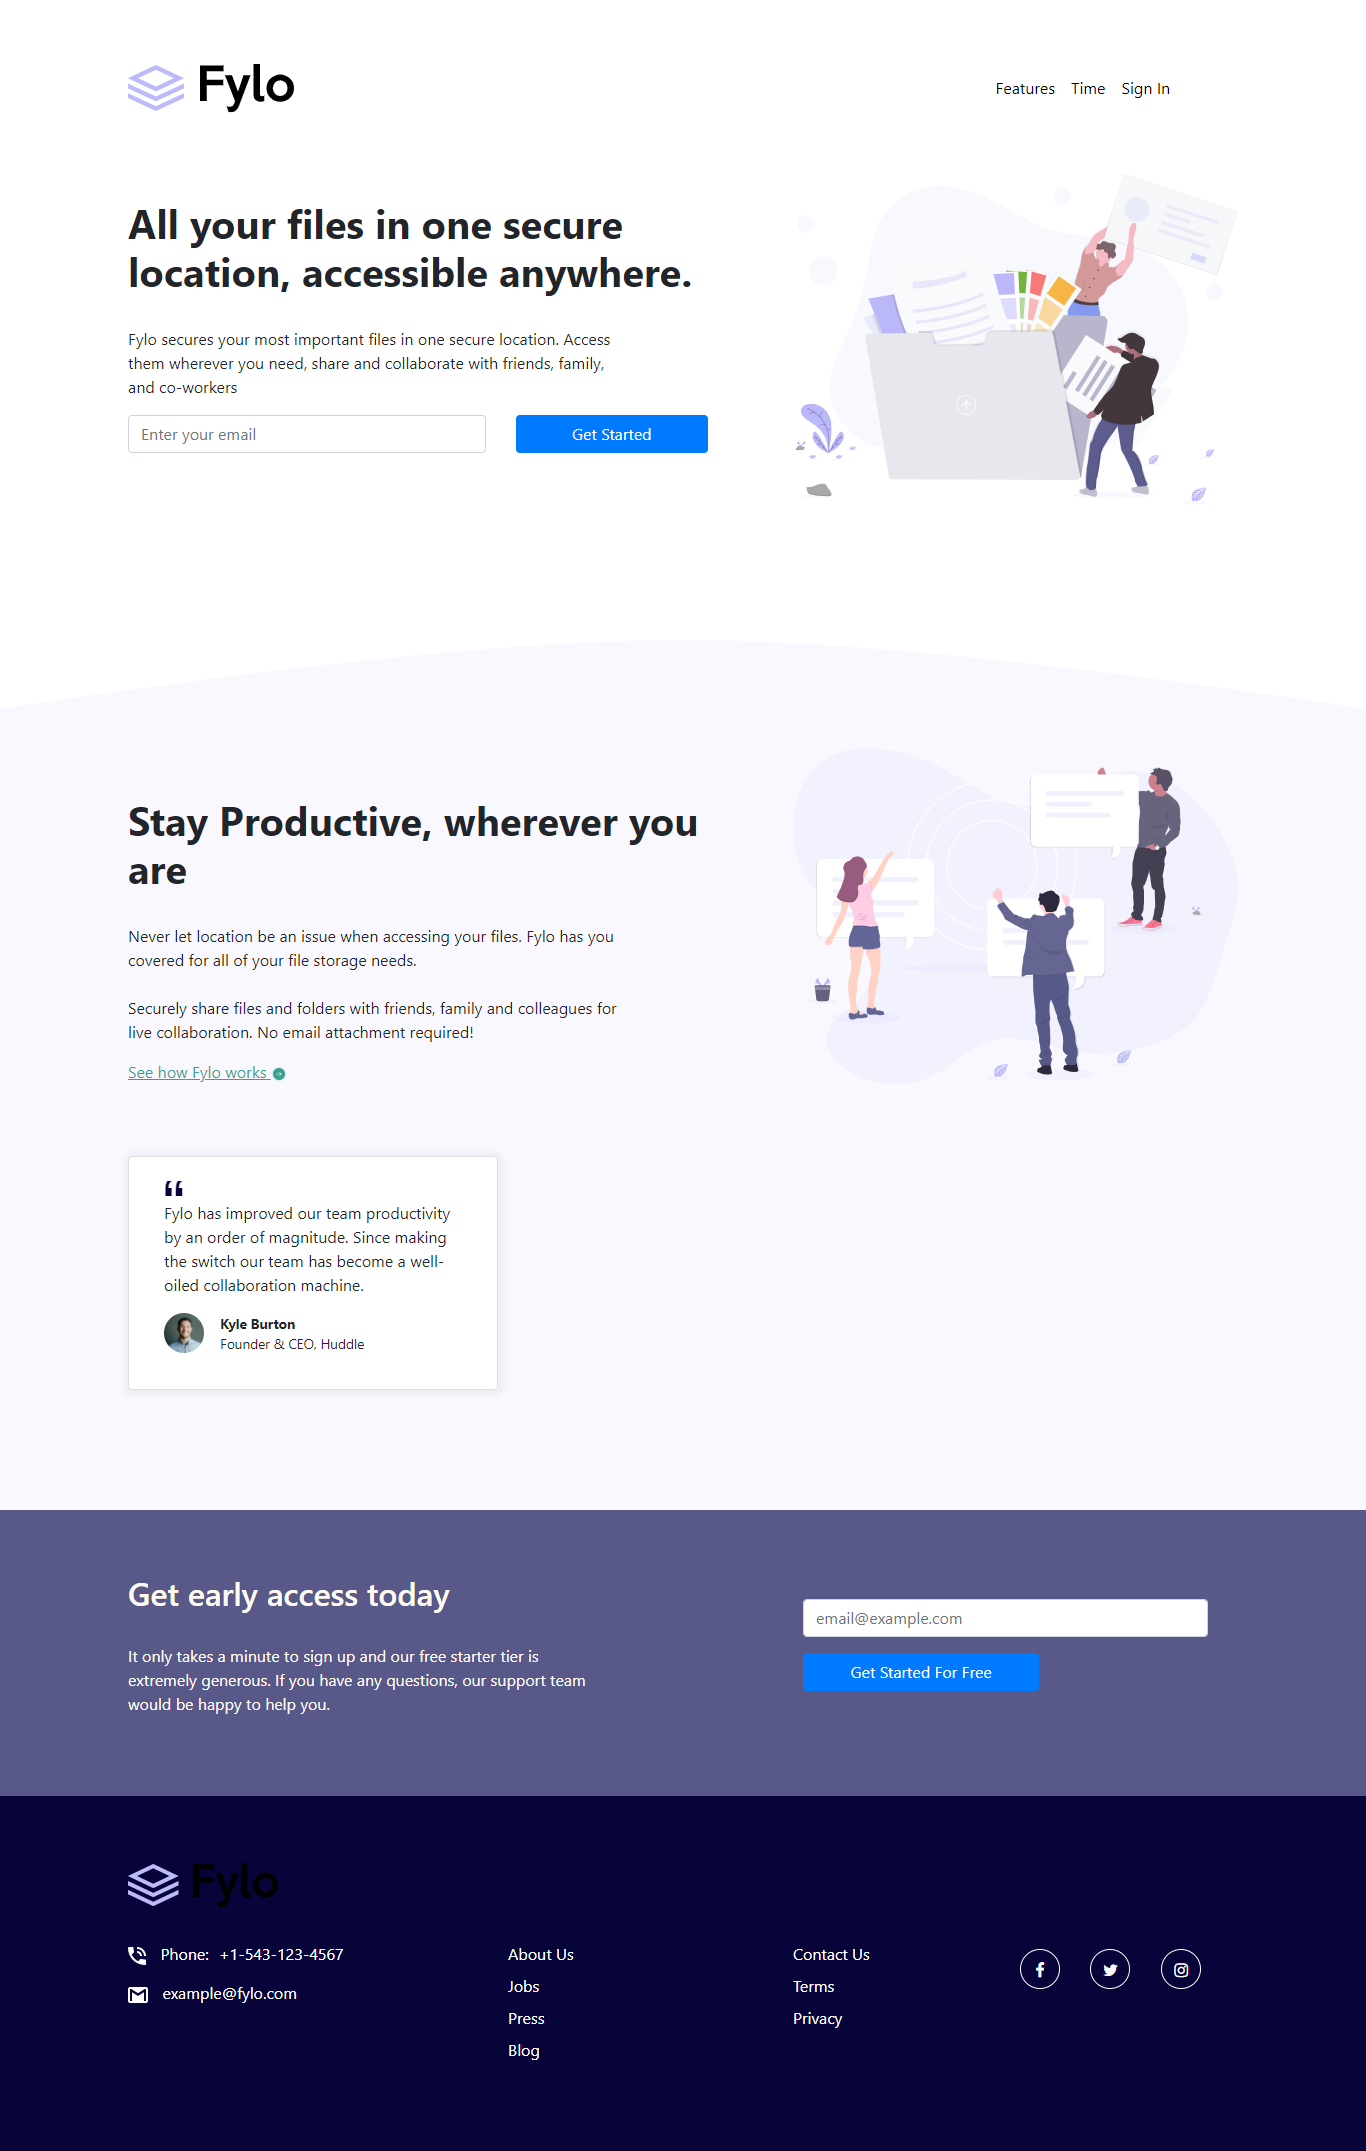 Fylo
Features Time Sign In
All your files in one secure
location, accessible anywhere.
Fylo secures your most important files in one secure location. Access
them wherever you need, share and collaborate with friends, family,
and co-workers
Enter your email
Get Started
Stay Productive, wherever you
are
Never let location be an issue when accessing your files. Fylo has you
covered for all of your file storage needs.
Securely share files and folders with friends, family and colleagues for
live collaboration. No email attachment required!
See how Fylo works
“
Fylo has improved our team productivity
by an order of magnitude. Since making
the switch our team has become a well-
oiled collaboration machine.
Kyle Burton
Founder & CEO, Huddle
Get early access today
It only takes a minute to sign up and our free starter tier is
extremely generous. If you have any questions, our support team
would be happy to help you.
email@example.com
Get Started For Free
Fylo
Phone: +1-543-123-4567
example@fylo.com
About Us
Jobs
Press
Blog
Contact Us
Terms
Privacy